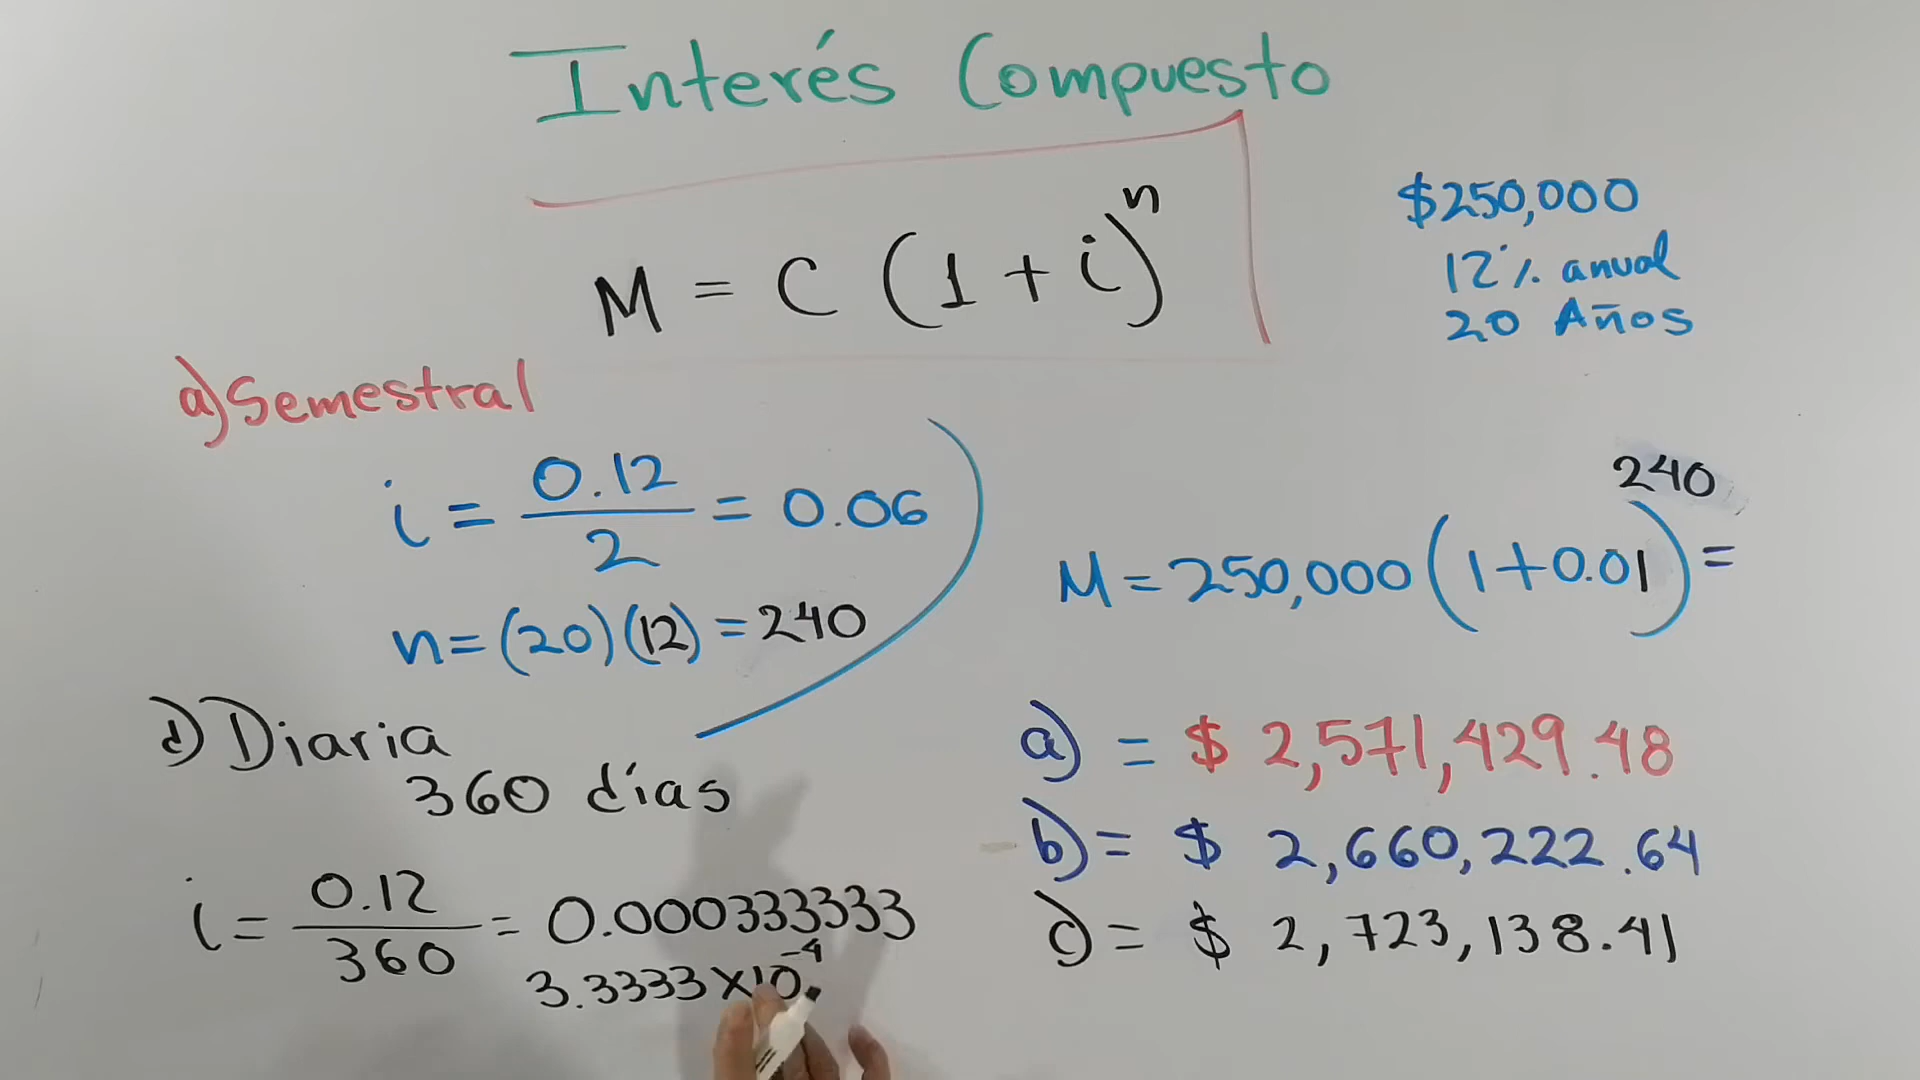 Interés Compuesto
M = C (1 + i)^n
$250,000
12% anual
20 Años
a) Semestral
i = 0.12/2 = 0.06
n = (20)(12) = 240
M = 250,000 (1+0.01)^240 =
d) Diaria
360 días
i = 0.12/360 = 0.000333333
3.3333 x 10^-4
a) = $ 2,571,429.48
b) = $ 2,660,222.64
c) = $ 2,723,138.41